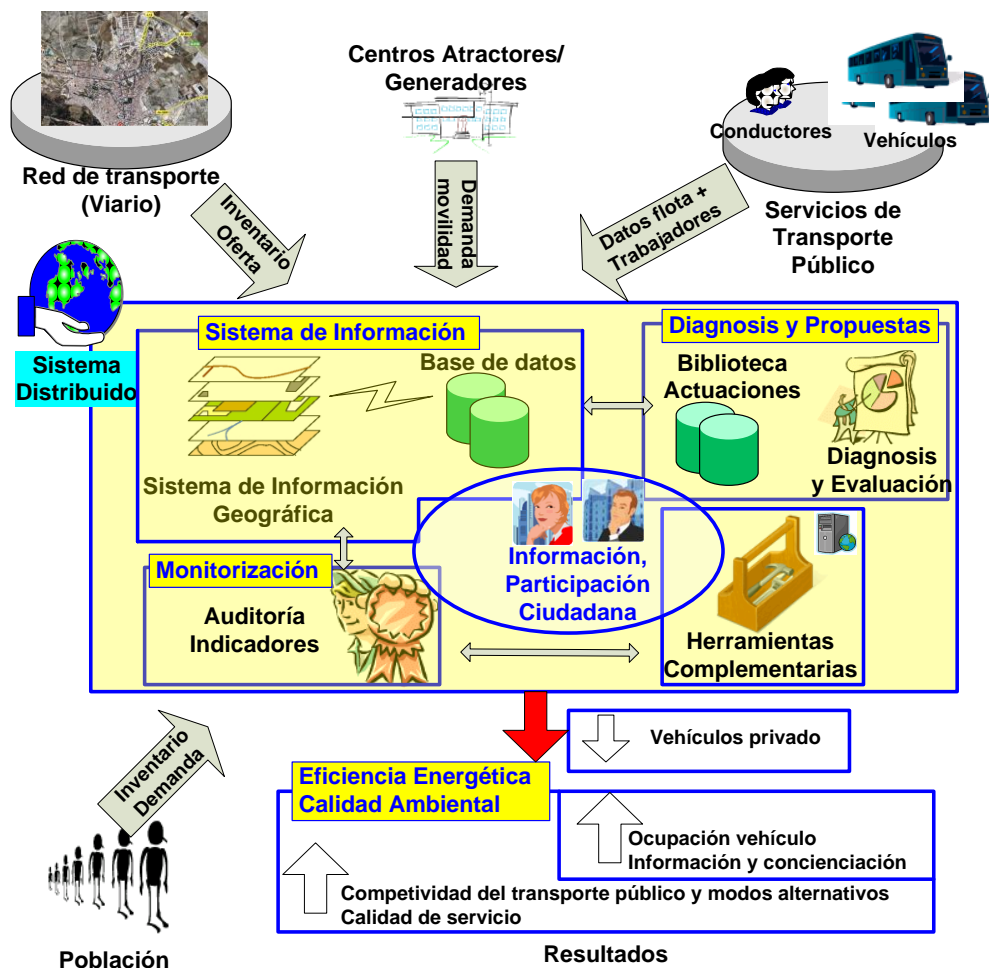 Centros Atractores/
Generadores
Conductores
Vehículos
Red de transporte
(Viario)
Inventario
Oferta
Demanda
movilidad
Datos flota +
Trabajadores
Servicios de
Transporte
Público
Sistema
Distribuido
Sistema de Información
Base de datos
Sistema de Información
Geográfica
Diagnosis y Propuestas
Biblioteca
Actuaciones
Diagnosis
y Evaluación
Información,
Participación
Ciudadana
Monitorización
Auditoría
Indicadores
Herramientas
Complementarias
Inventario
Demanda
Vehículos privado
Eficiencia Energética
Calidad Ambiental
Ocupación vehículo
Información y concienciación
Competividad del transporte público y modos alternativos
Calidad de servicio
Población
Resultados